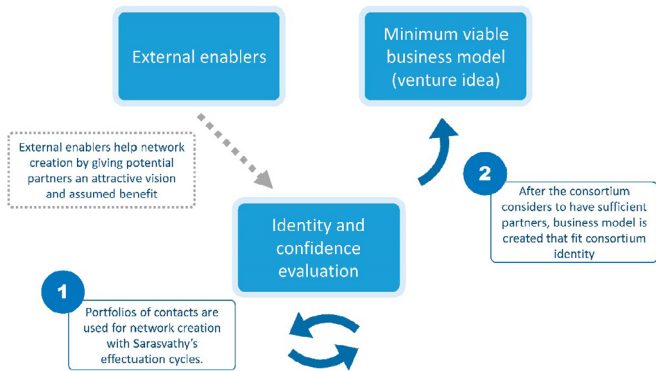 External enablers
Minimum viable
business model
(venture idea)
External enablers help network
creation by giving potential
partners an attractive vision
and assumed benefit
2
After the consortium
considers to have sufficient
partners, business model is
created that fit consortium
identity
Identity and
confidence
evaluation
1
Portfolios of contacts are
used for network creation
with Sarasvathy's
effectuation cycles.